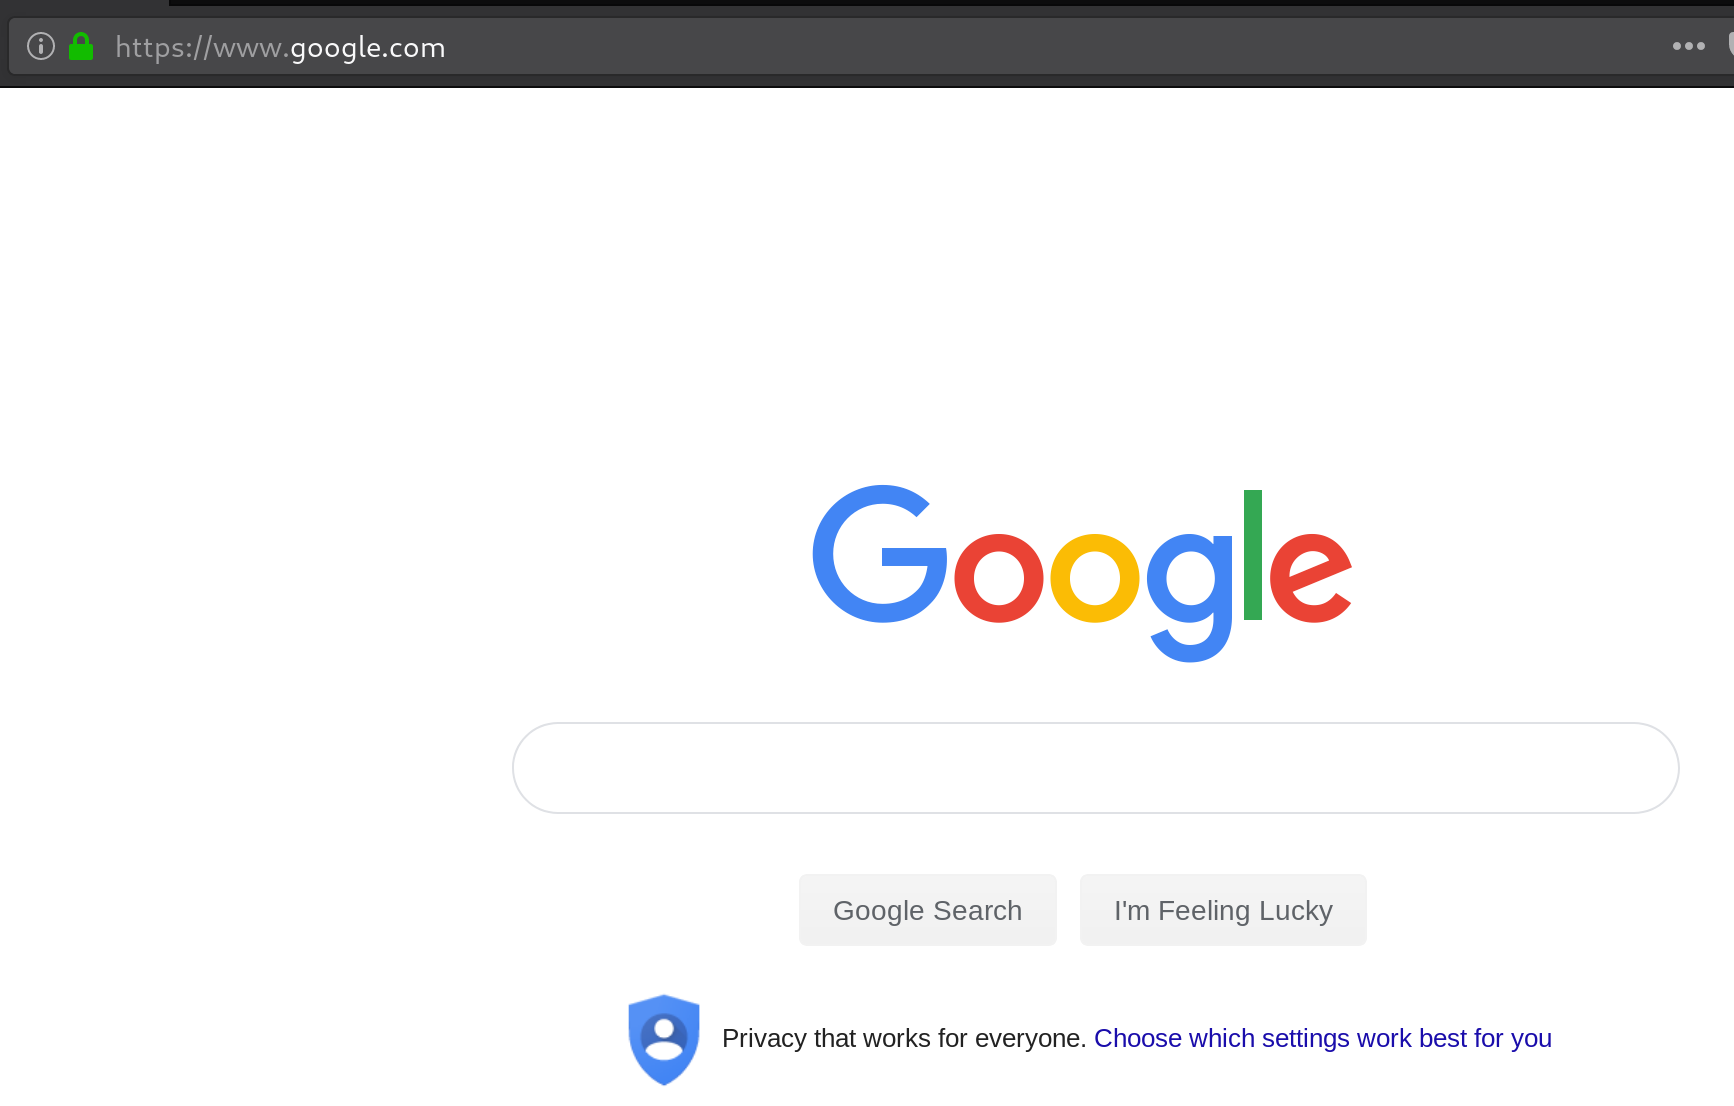 https://www.google.com
Google
Google Search
I'm Feeling Lucky
Privacy that works for everyone. Choose which settings work best for you